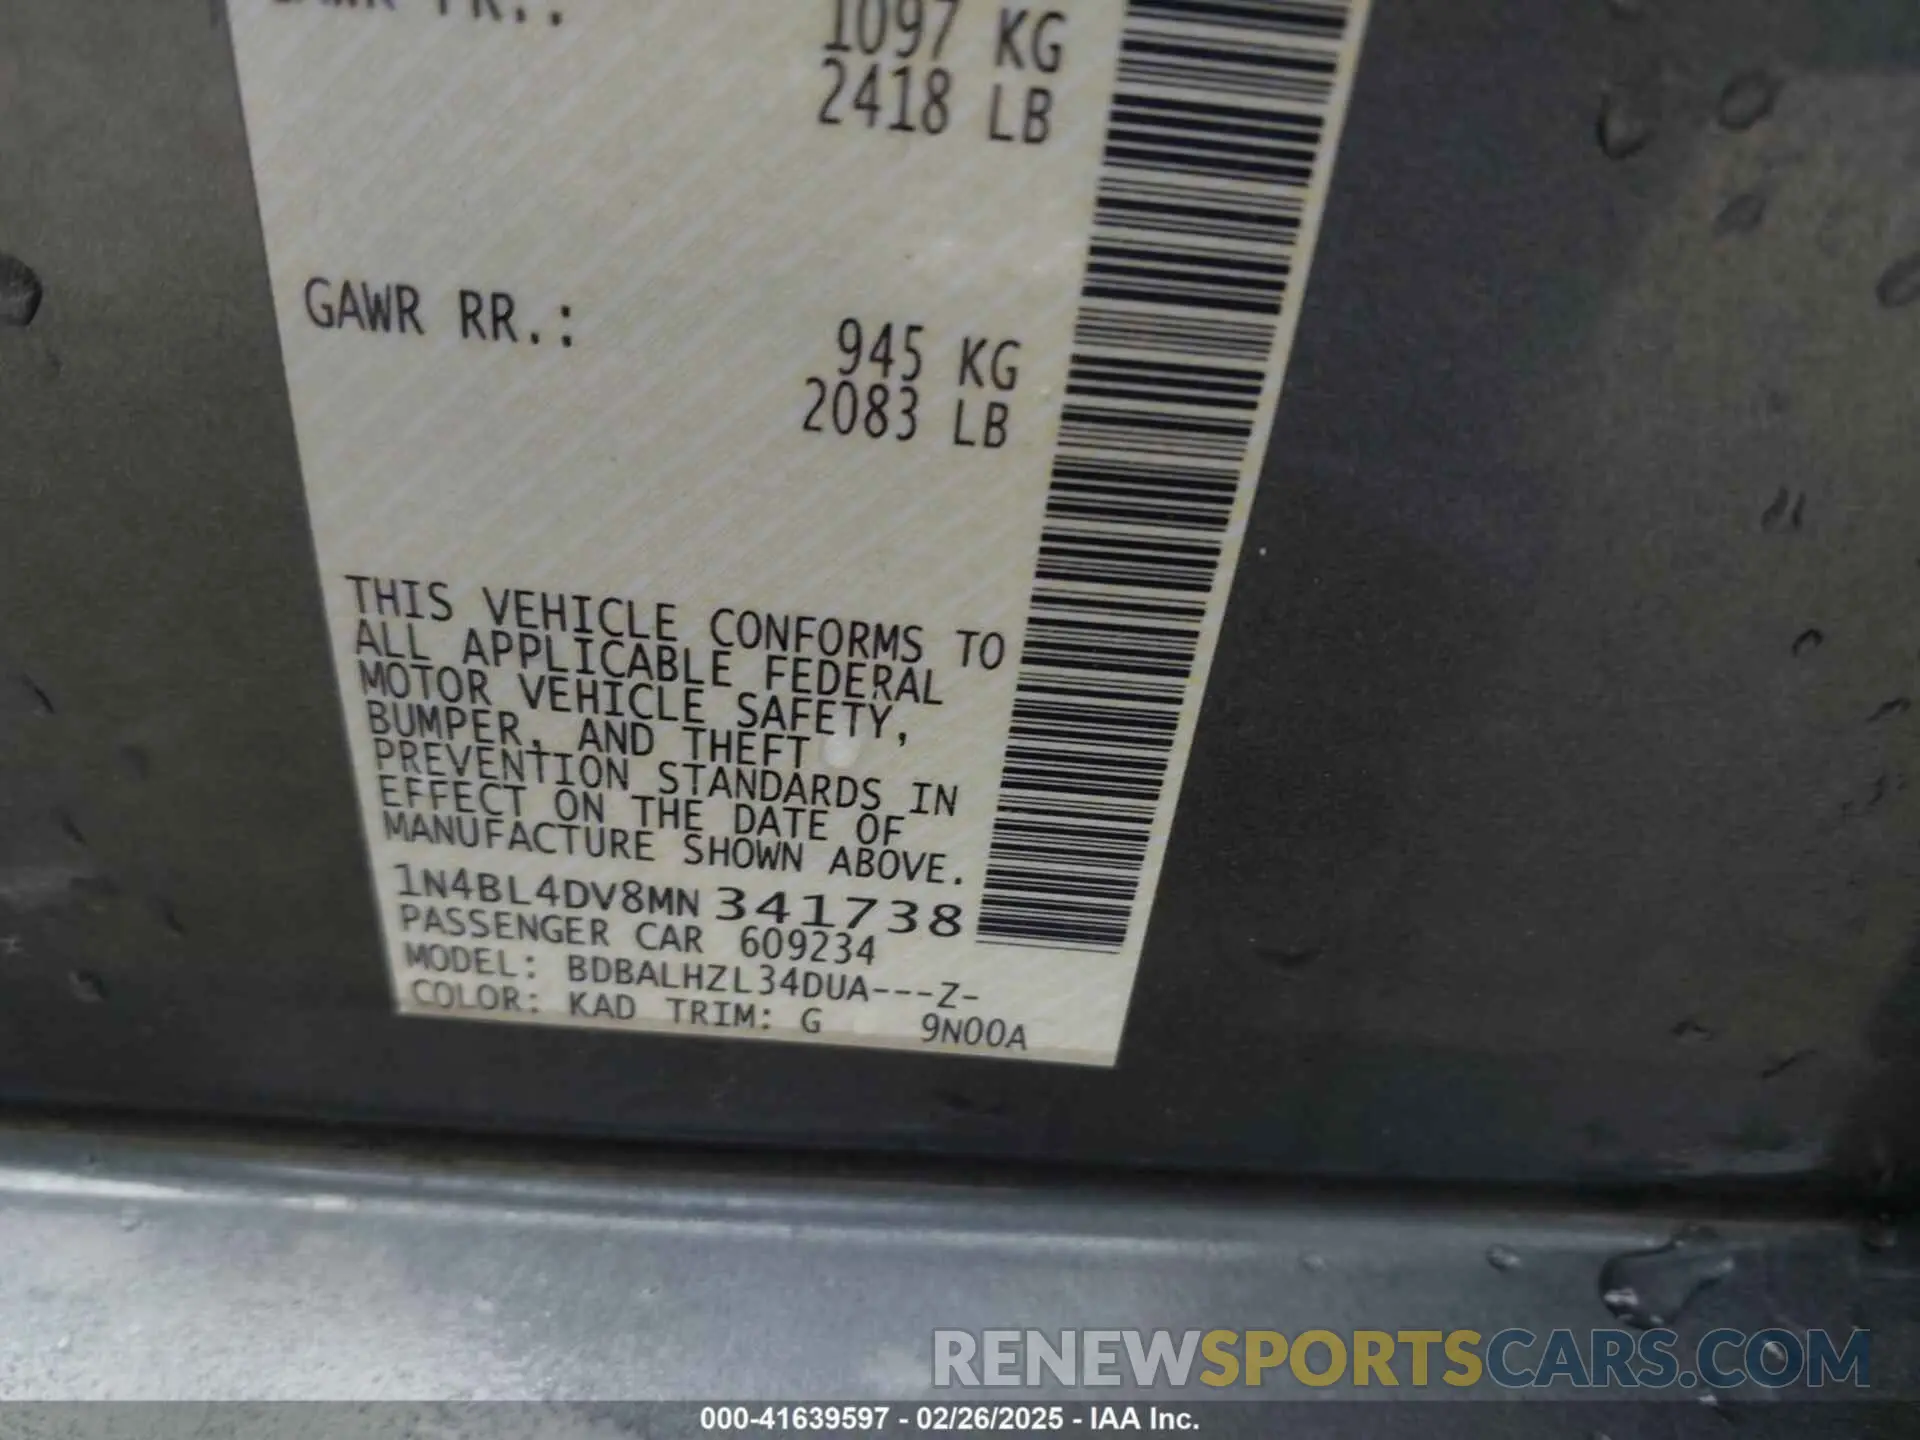 GAWR FR.: 1097 KG
2418 LB
GAWR RR.: 945 KG
2083 LB
THIS VEHICLE CONFORMS TO
ALL APPLICABLE FEDERAL
MOTOR VEHICLE SAFETY,
BUMPER, AND THEFT
PREVENTION STANDARDS IN
EFFECT ON THE DATE OF
MANUFACTURE SHOWN ABOVE.
1N4BL4DV8MN341738
PASSENGER CAR 609234
MODEL: BDBALHZL34DUA---Z-
COLOR: KAD TRIM: G 9N00A
RENEWSPORTSCARS.COM
000-41639597 - 02/26/2025 - IAA Inc.